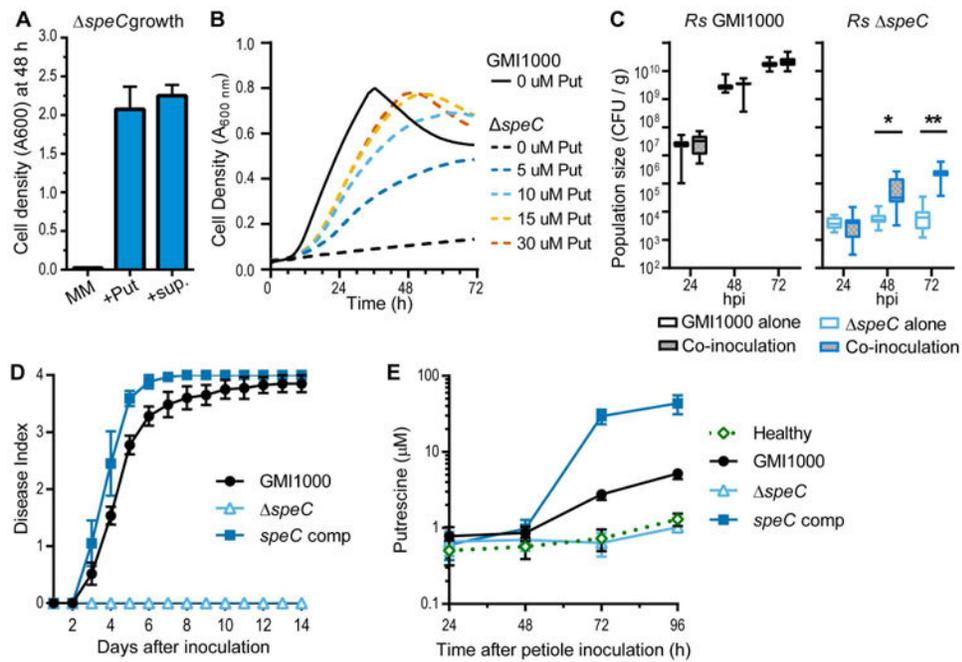 A
ΔspeCgrowth
Cell density (A600) at 48 h
3.0
2.5
2.0
1.5
1.0
0.5
0.0
MM
+Put
+sup.
B
Cell Density (A600 nm)
1.0
0.8
0.6
0.4
0.2
0.0
0
24
48
72
Time (h)
GMI1000
0 uM Put
ΔspeC
0 uM Put
5 uM Put
10 uM Put
15 uM Put
30 uM Put
C
Rs GMI1000
Rs ΔspeC
Population size (CFU / g)
10^10
10^9
10^8
10^7
10^6
10^5
10^4
10^3
10^2
*
**
24
48
72
hpi
24
48
72
hpi
GMI1000 alone
Co-inoculation
ΔspeC alone
Co-inoculation
D
Disease Index
4
3
2
1
0
2
4
6
8
10
12
14
Days after inoculation
GMI1000
ΔspeC
speC comp
E
Putrescine (µM)
100
10
1
0.1
24
48
72
96
Time after petiole inoculation (h)
Healthy
GMI1000
ΔspeC
speC comp